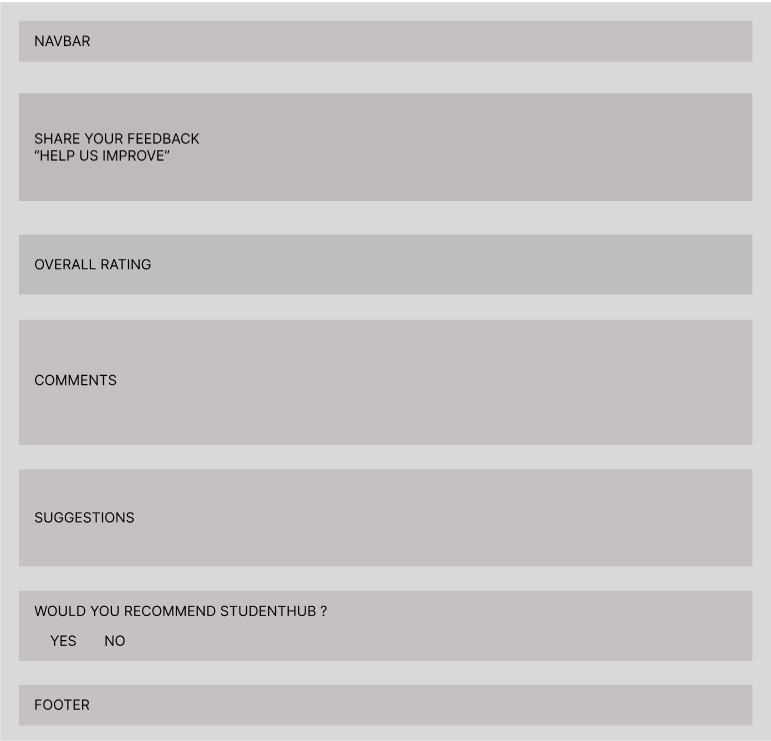 NAVBAR
SHARE YOUR FEEDBACK
“HELP US IMPROVE”
OVERALL RATING
COMMENTS
SUGGESTIONS
WOULD YOU RECOMMEND STUDENTHUB ?
YES NO
FOOTER